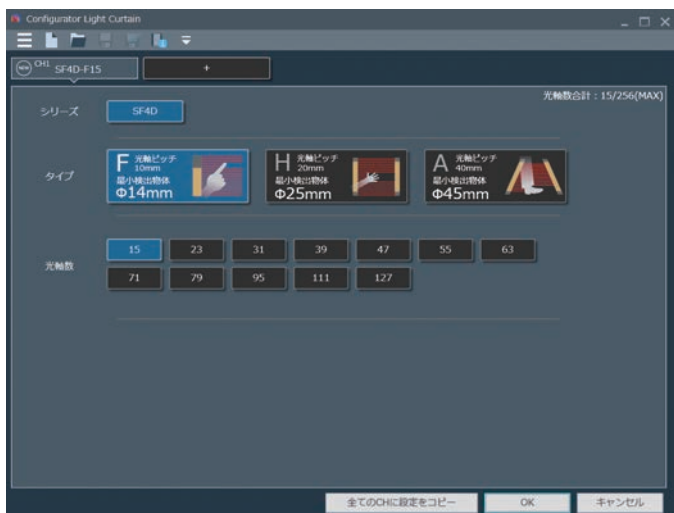 Configurator Light Curtain
NEW CH1 SF4D-F15
+
光軸数合計：15/256(MAX)
シリーズ
SF4D
タイプ
F 光軸ピッチ 10mm
最小検出物体
Φ14mm
H 光軸ピッチ 20mm
最小検出物体
Φ25mm
A 光軸ピッチ 40mm
最小検出物体
Φ45mm
光軸数
15 23 31 39 47 55 63
71 79 95 111 127
全てのCHに設定をコピー OK キャンセル